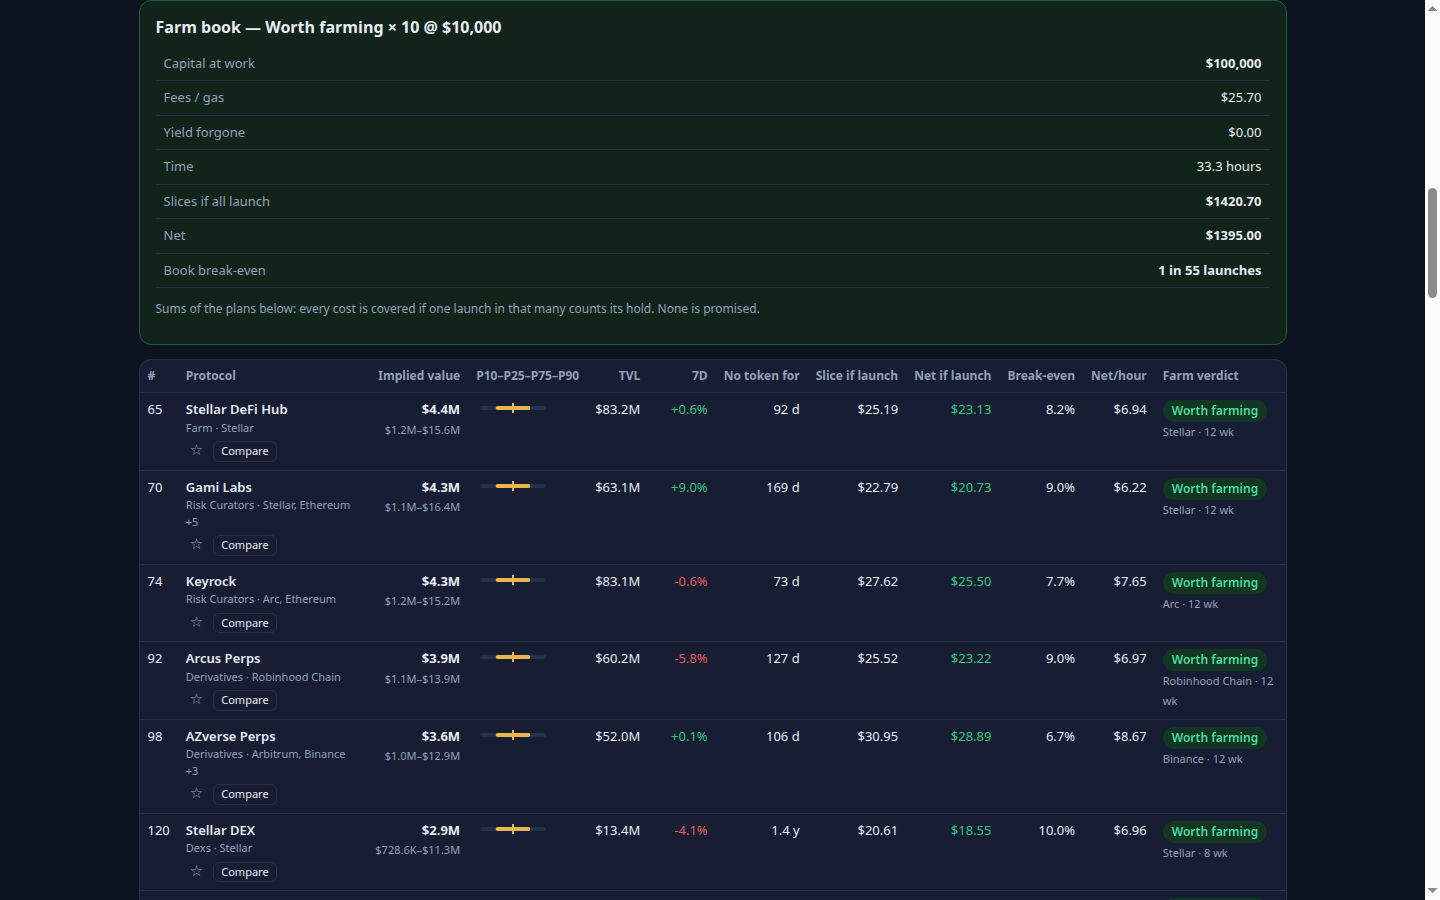 Farm book — Worth farming × 10 @ $10,000
Capital at work $100,000
Fees / gas $25.70
Yield forgone $0.00
Time 33.3 hours
Slices if all launch $1420.70
Net $1395.00
Book break-even 1 in 55 launches
Sums of the plans below: every cost is covered if one launch in that many counts its hold. None is promised.
# Protocol Implied value P10–P25–P75–P90 TVL 7D No token for Slice if launch Net if launch Break-even Net/hour Farm verdict
65 Stellar DeFi Hub $4.4M $83.2M +0.6% 92 d $25.19 $23.13 8.2% $6.94 Worth farming
Farm · Stellar $1.2M–$15.6M Stellar · 12 wk
☆ Compare
70 Gami Labs $4.3M $63.1M +9.0% 169 d $22.79 $20.73 9.0% $6.22 Worth farming
Risk Curators · Stellar, Ethereum $1.1M–$16.4M Stellar · 12 wk
+5
☆ Compare
74 Keyrock $4.3M $83.1M -0.6% 73 d $27.62 $25.50 7.7% $7.65 Worth farming
Risk Curators · Arc, Ethereum $1.2M–$15.2M Arc · 12 wk
☆ Compare
92 Arcus Perps $3.9M $60.2M -5.8% 127 d $25.52 $23.22 9.0% $6.97 Worth farming
Derivatives · Robinhood Chain $1.1M–$13.9M Robinhood Chain · 12
wk
☆ Compare
98 AZverse Perps $3.6M $52.0M +0.1% 106 d $30.95 $28.89 6.7% $8.67 Worth farming
Derivatives · Arbitrum, Binance $1.0M–$12.9M Binance · 12 wk
+3
☆ Compare
120 Stellar DEX $2.9M $13.4M -4.1% 1.4 y $20.61 $18.55 10.0% $6.96 Worth farming
Dexs · Stellar $728.6K–$11.3M Stellar · 8 wk
☆ Compare